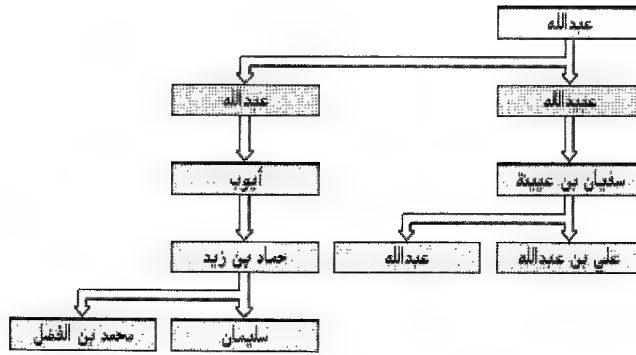 عبدالله
عبيدالله
عبدالله
سفيان بن عيينة
أيوب
علي بن عبدالله
عبدالله
حماد بن زيد
سليمان
محمد بن الفضل